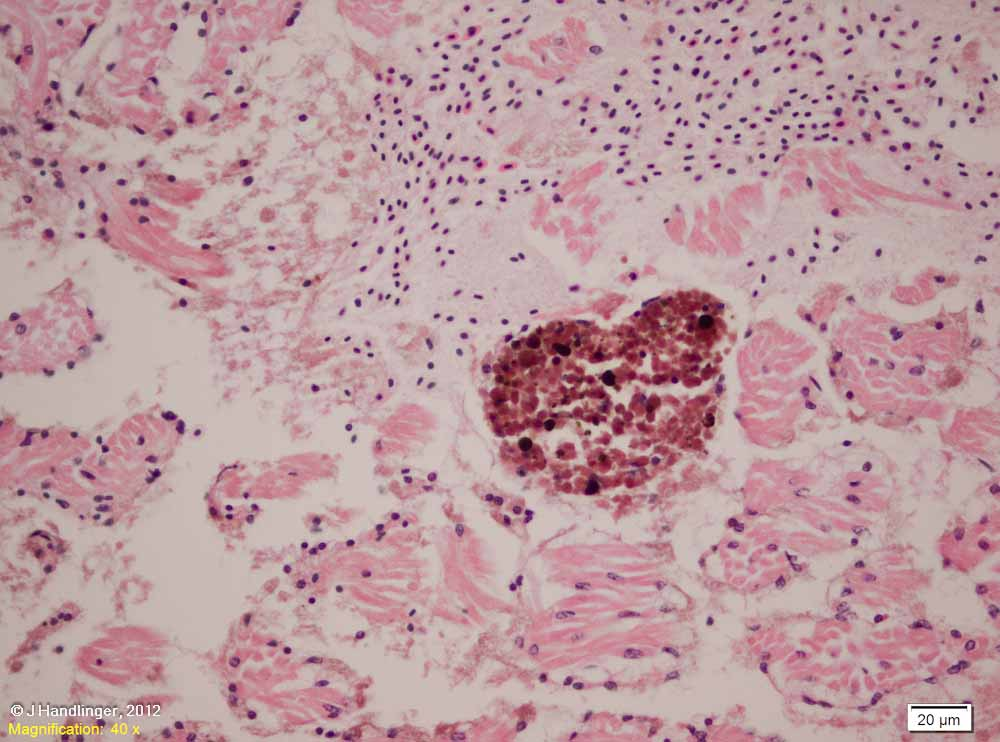 20 µm
© J Handlinger, 2012
Magnification: 40 x